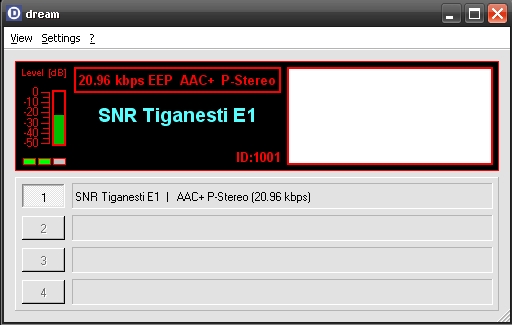 dream
View Settings ?
Level [dB]
20.96 kbps EEP AAC+ P-Stereo
0
-10
-20
-30
-40
-50
SNR Tiganesti E1
ID:1001
1 SNR Tiganesti E1 | AAC+ P-Stereo (20.96 kbps)
2
3
4